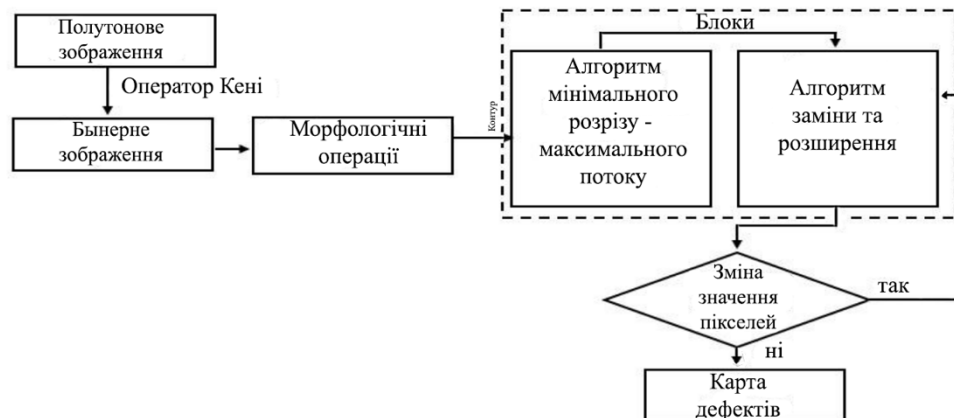 Полутонове
зображення
Оператор Кені
Бынерне
зображення
Морфологічні
операції
Контур
Блоки
Алгоритм
мінімального
розрізу -
максимального
потоку
Алгоритм
заміни та
розширення
Зміна
значення
пікселей
так
ні
Карта
дефектів